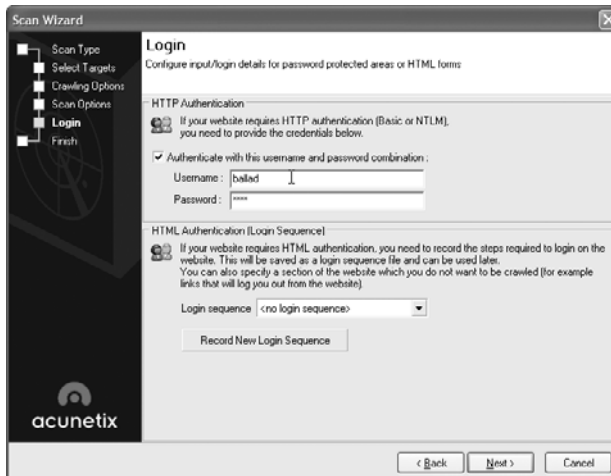 Scan Wizard
Scan Type
Select Targets
Crawling Options
Scan Options
Login
Finish
acunetix
Login
Configure input/login details for password protected areas or HTML forms
HTTP Authentication
If your website requires HTTP authentication (Basic or NTLM),
you need to provide the credentials below.
Authenticate with this username and password combination :
Username : ballad
Password : ****
HTML Authentication (Login Sequence)
If your website requires HTML authentication, you need to record the steps required to login on the
website. This will be saved as a login sequence file and can be used later.
You can also specify a section of the website which you do not want to be crawled (for example
links that will log you out from the website).
Login sequence <no login sequence>
Record New Login Sequence
< Back
Next >
Cancel